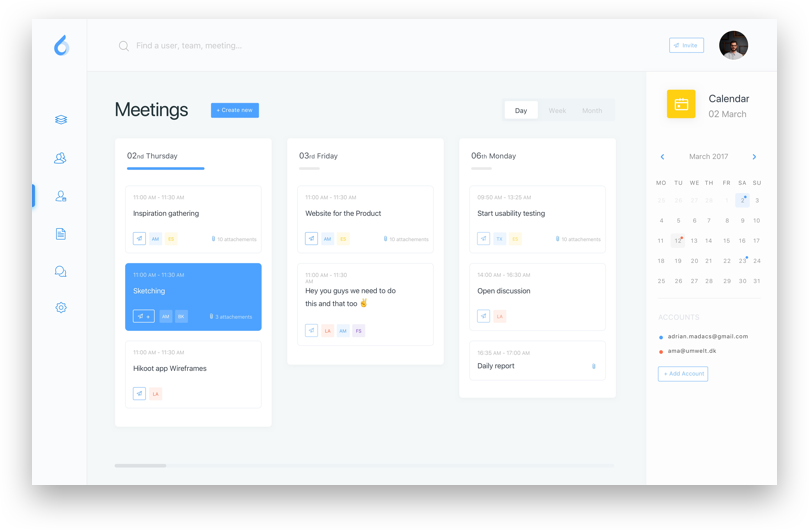 Find a user, team, meeting...
Invite
Meetings
+ Create new
Day
Week
Month
02nd Thursday
11:00 AM - 11:30 AM
Inspiration gathering
AM
ES
10 attachements
11:00 AM - 11:30 AM
Sketching
+
AM
BR
3 attachements
11:00 AM - 11:30 AM
Hikoot app Wireframes
LA
03rd Friday
11:00 AM - 11:30 AM
Website for the Product
AM
ES
10 attachements
11:00 AM - 11:30
AM
Hey you guys we need to do
this and that too ✌
LA
AM
FS
06th Monday
09:50 AM - 13:25 AM
Start usability testing
TX
10 attachements
14:00 AM - 16:30 AM
Open discussion
LA
16:35 AM - 17:00 AM
Daily report
Calendar
02 March
March 2017
MO TU WE TH FR SA SU
25 26 27 28 1 2 3
4 5 6 7 8 9 10
11 12 13 14 15 16 17
18 19 20 21 22 23 24
25 26 27 28 29 30 31
ACCOUNTS
adrian.madacs@gmail.com
ama@umwelt.dk
+ Add Account